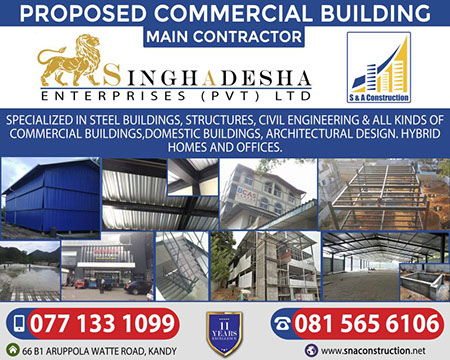 PROPOSED COMMERCIAL BUILDING
MAIN CONTRACTOR
SINGHADESHA
ENTERPRISES (PVT) LTD
S & A Construction
SPECIALIZED IN STEEL BUILDINGS, STRUCTURES, CIVIL ENGINEERING & ALL KINDS OF
COMMERCIAL BUILDINGS,DOMESTIC BUILDINGS, ARCHITECTURAL DESIGN. HYBRID
HOMES AND OFFICES.
077 133 1099
11
YEARS
EXCELLENCE
081 565 6106
66 B1 ARUPPOLA WATTE ROAD, KANDY
www.snaconstruction.net